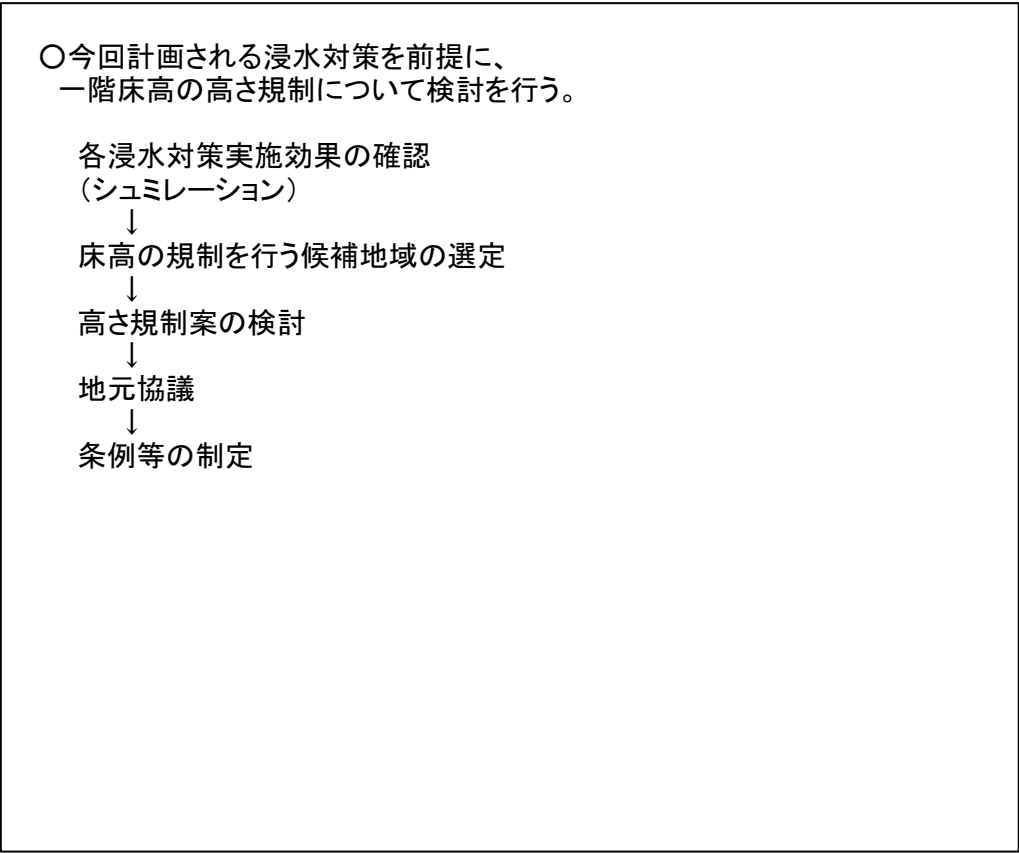 〇今回計画される浸水対策を前提に、
一階床高の高さ規制について検討を行う。
各浸水対策実施効果の確認
（シュミレーション）
↓
床高の規制を行う候補地域の選定
↓
高さ規制案の検討
↓
地元協議
↓
条例等の制定